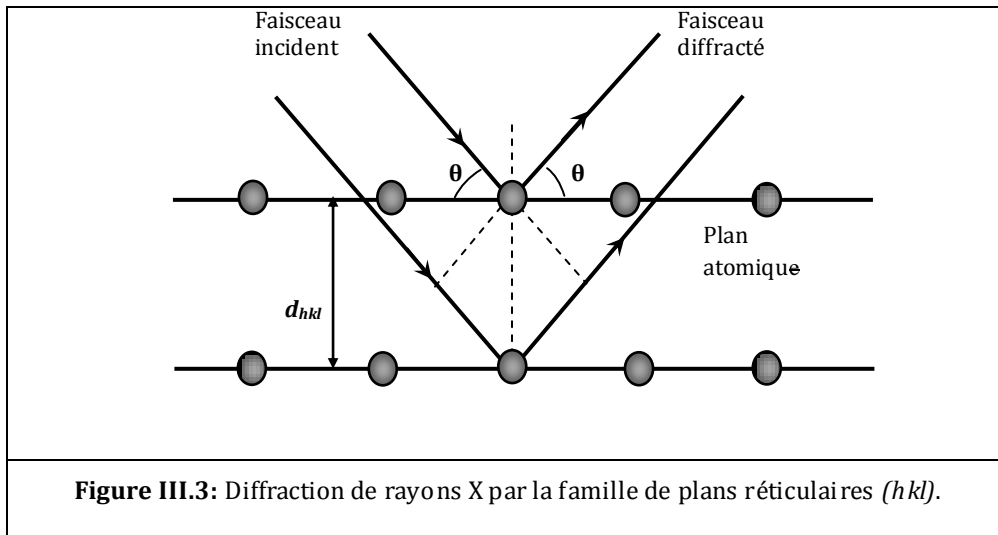 Faisceau
incident
Faisceau
diffracté
θ
θ
Plan
atomique
d_hkl
Figure III.3: Diffraction de rayons X par la famille de plans réticulaires (hkl).